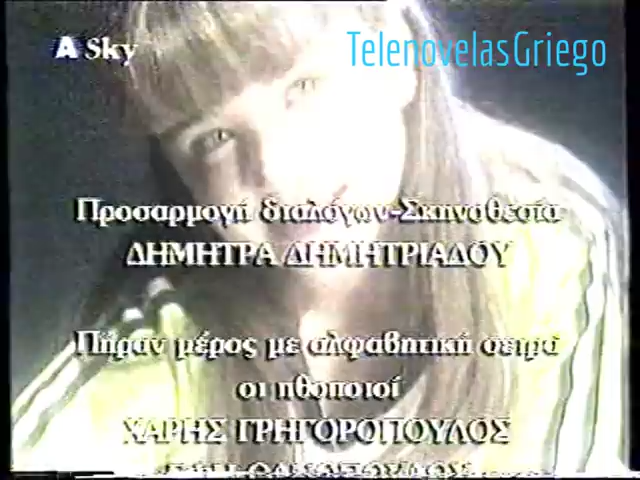 A Sky
TelenovelasGriego
Προσαρμογή διαλόγων-Σκηνοθεσία
ΔΗΜΗΤΡΑ ΔΗΜΗΤΡΙΑΔΟΥ
Πήραν μέρος με αλφαβητική σειρά
οι ηθοποιοί
ΧΑΡΗΣ ΓΡΗΓΟΡΟΠΟΥΛΟΣ